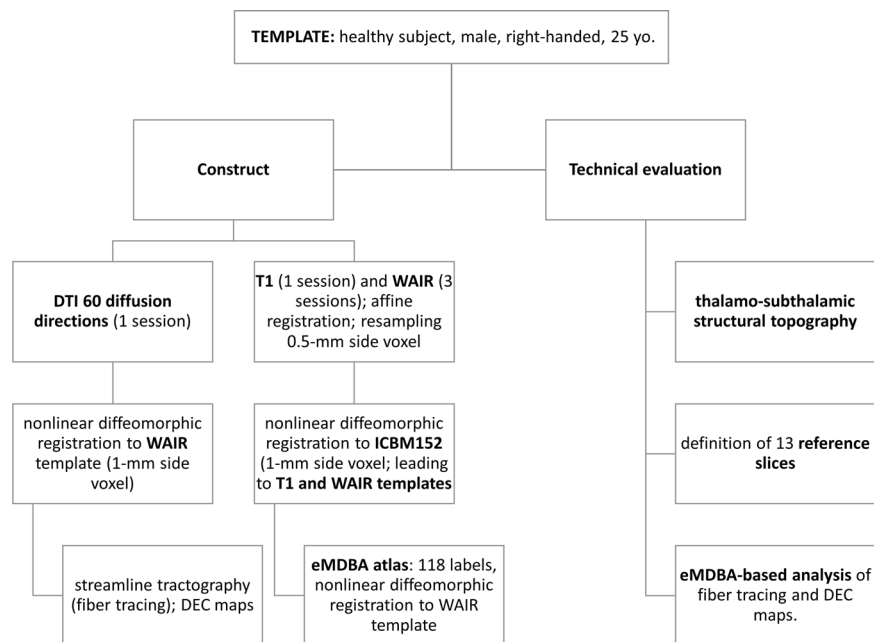 TEMPLATE: healthy subject, male, right-handed, 25 yo.
Construct
Technical evaluation
DTI 60 diffusion
directions (1 session)
T1 (1 session) and WAIR (3
sessions); affine
registration; resampling
0.5-mm side voxel
nonlinear diffeomorphic
registration to WAIR
template (1-mm side
voxel)
nonlinear diffeomorphic
registration to ICBM152
(1-mm side voxel; leading
to T1 and WAIR templates
streamline tractography
(fiber tracing); DEC maps
eMDBA atlas: 118 labels,
nonlinear diffeomorphic
registration to WAIR
template
thalamo-subthalamic
structural topography
definition of 13 reference
slices
eMDBA-based analysis of
fiber tracing and DEC
maps.